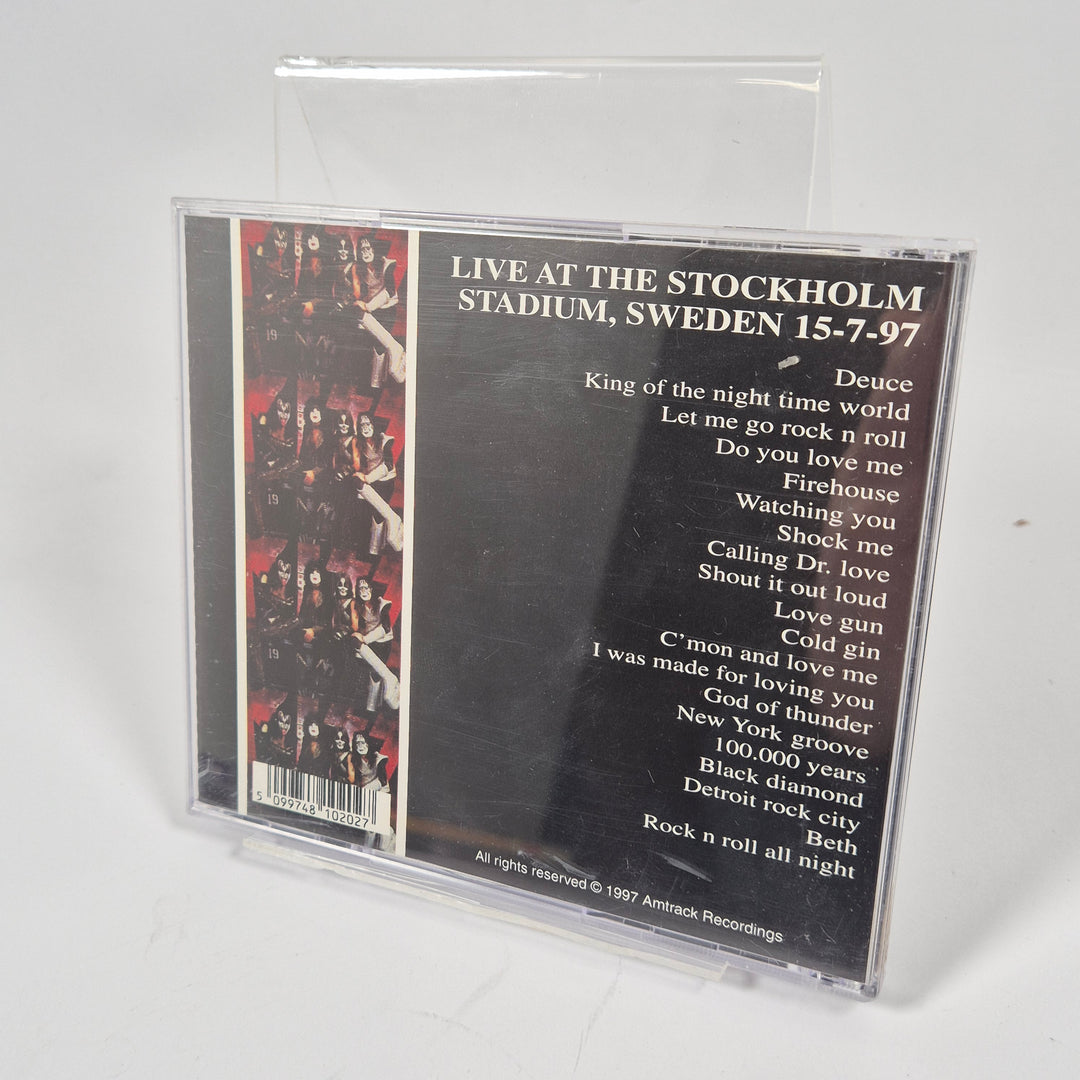 LIVE AT THE STOCKHOLM
STADIUM, SWEDEN 15-7-97
Deuce
King of the night time world
Let me go rock n roll
Do you love me
Firehouse
Watching you
Shock me
Calling Dr. love
Shout it out loud
Love gun
Cold gin
C'mon and love me
I was made for loving you
God of thunder
New York groove
100.000 years
Black diamond
Detroit rock city
Beth
Rock n roll all night
All rights reserved © 1997 Amtrack Recordings
5 099748 102027
19
19
19